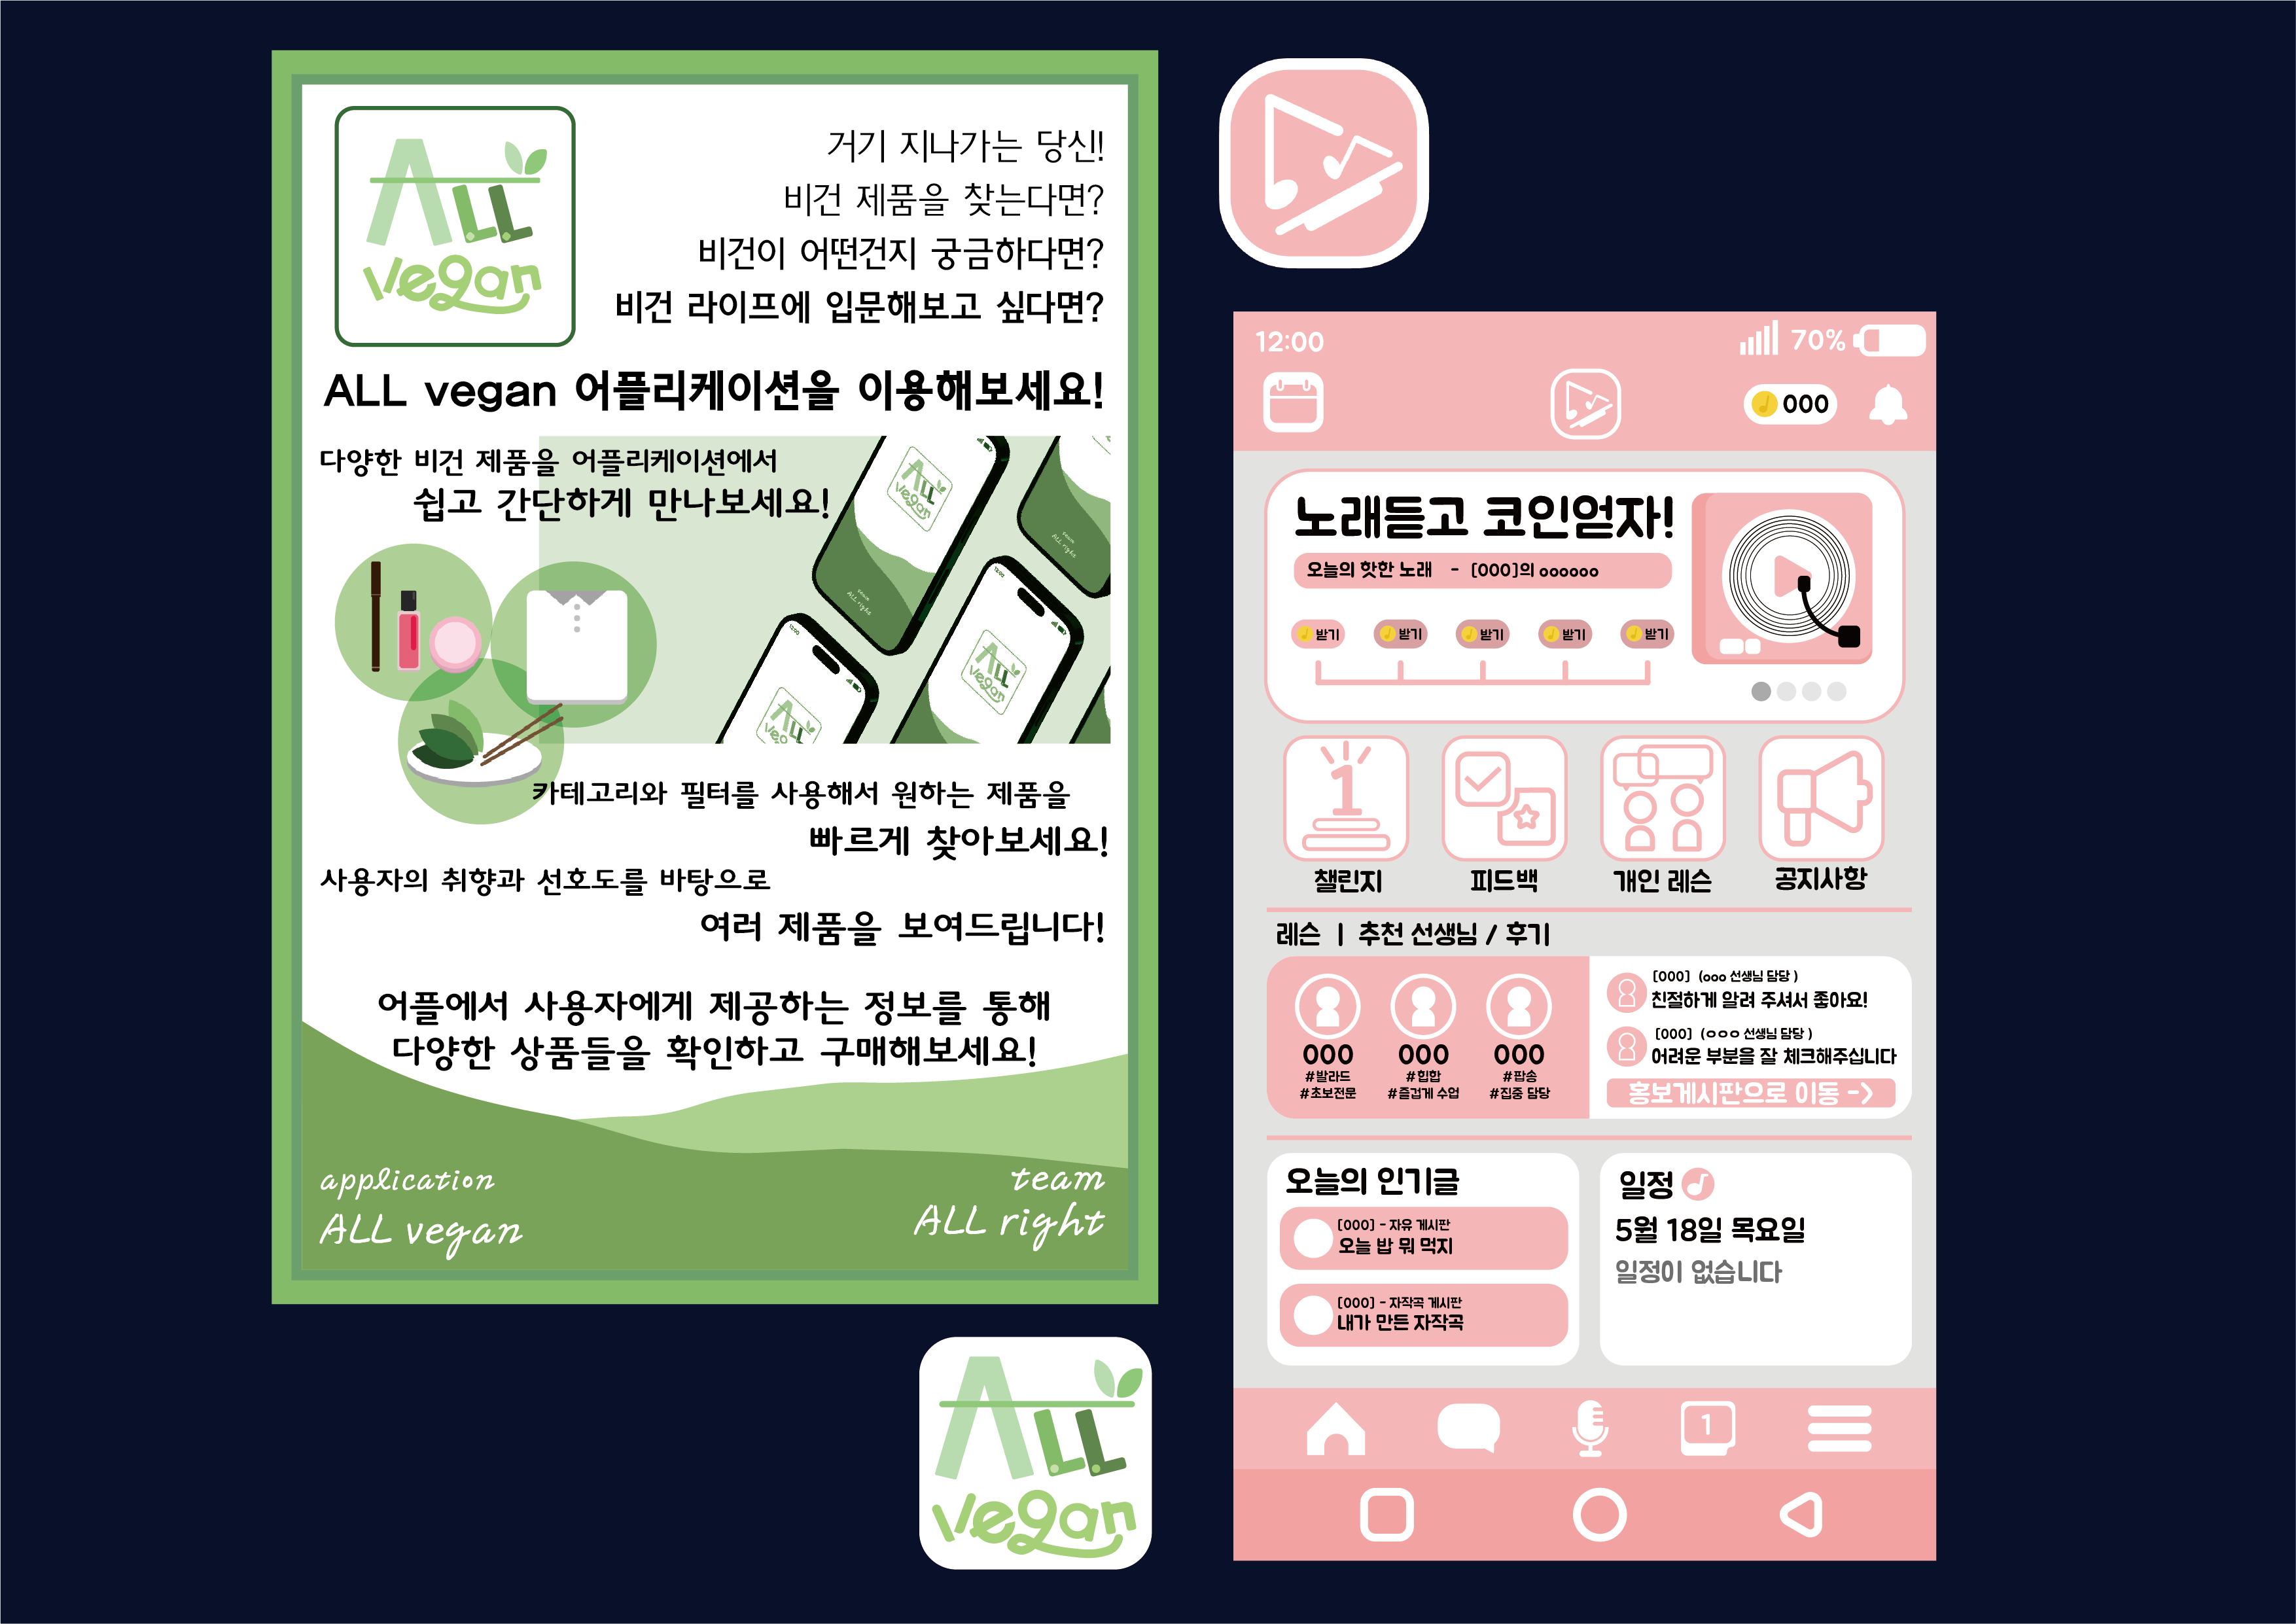 ALL
vegan
거기 지나가는 당신!
비건 제품을 찾는다면?
비건이 어떤건지 궁금하다면?
비건 라이프에 입문해보고 싶다면?
ALL vegan 어플리케이션을 이용해보세요!
다양한 비건 제품을 어플리케이션에서
쉽고 간단하게 만나보세요!
ALL
vegan
team
ALL right
team
ALL right
12:00
ALL
vegan
12:00
ALL
vegan
카테고리와 필터를 사용해서 원하는 제품을
빠르게 찾아보세요!
사용자의 취향과 선호도를 바탕으로
여러 제품을 보여드립니다!
어플에서 사용자에게 제공하는 정보를 통해
다양한 상품들을 확인하고 구매해보세요!
application
ALL vegan
team
ALL right
ALL
vegan
12:00
70%
000
노래듣고 코인얻자!
오늘의 핫한 노래 - [000]의 oooooo
받기 받기 받기 받기 받기
1
챌린지 피드백 개인 레슨 공지사항
레슨 | 추천 선생님 / 후기
000 000 000
#발라드 #힙합 #팝송
#초보전문 #즐겁게 수업 #집중 담당
[000] (ooo 선생님 담당 )
친절하게 알려 주셔서 좋아요!
[000] (ㅇㅇㅇ 선생님 담당 )
어려운 부분을 잘 체크해주십니다
홍보게시판으로 이동 ->
오늘의 인기글
[000] - 자유 게시판
오늘 밥 뭐 먹지
[000] - 자작곡 게시판
내가 만든 자작곡
일정
5월 18일 목요일
일정이 없습니다
1